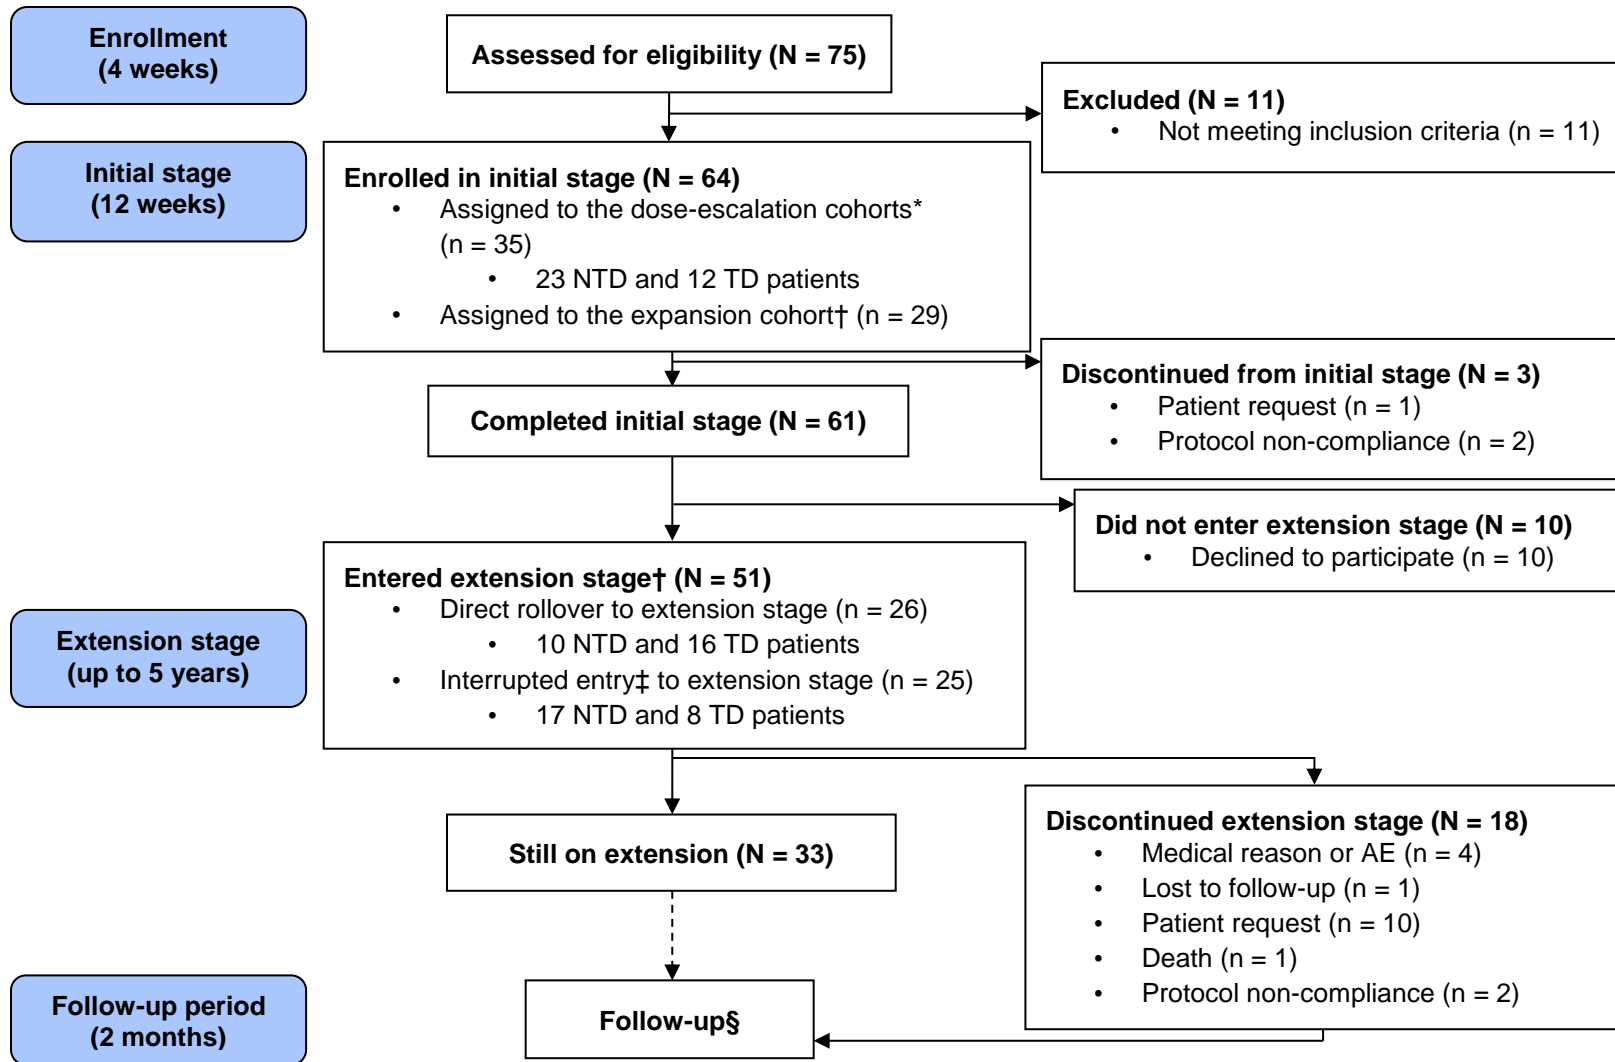 Enrollment
(4 weeks)
Assessed for eligibility (N = 75)
Excluded (N = 11)
• Not meeting inclusion criteria (n = 11)
Initial stage
(12 weeks)
Enrolled in initial stage (N = 64)
• Assigned to the dose-escalation cohorts*
(n = 35)
• 23 NTD and 12 TD patients
• Assigned to the expansion cohort† (n = 29)
Discontinued from initial stage (N = 3)
• Patient request (n = 1)
• Protocol non-compliance (n = 2)
Completed initial stage (N = 61)
Did not enter extension stage (N = 10)
• Declined to participate (n = 10)
Extension stage
(up to 5 years)
Entered extension stage† (N = 51)
• Direct rollover to extension stage (n = 26)
• 10 NTD and 16 TD patients
• Interrupted entry‡ to extension stage (n = 25)
• 17 NTD and 8 TD patients
Still on extension (N = 33)
Discontinued extension stage (N = 18)
• Medical reason or AE (n = 4)
• Lost to follow-up (n = 1)
• Patient request (n = 10)
• Death (n = 1)
• Protocol non-compliance (n = 2)
Follow-up period
(2 months)
Follow-up§